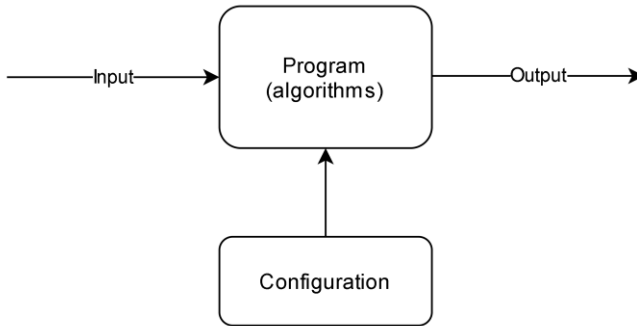 Input
Program
(algorithms)
Output
Configuration